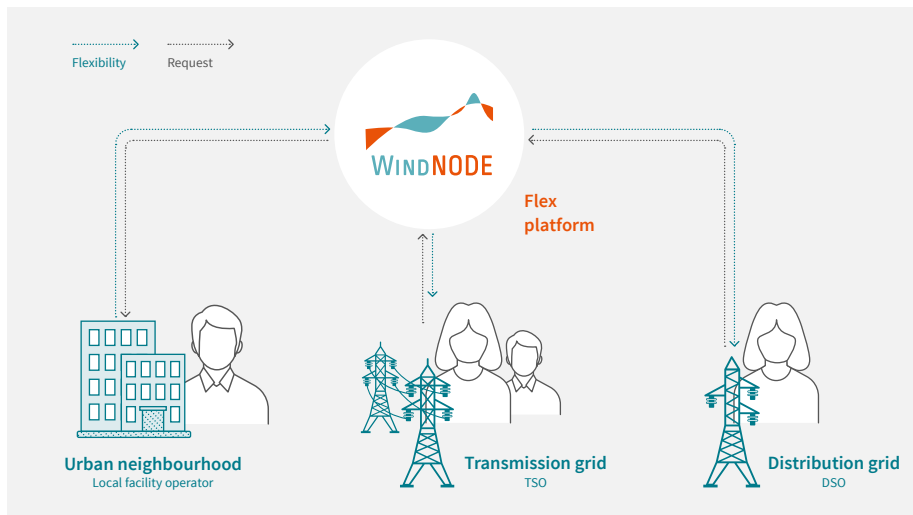 Flexibility
Request
WINDNODE
Flex
platform
Urban neighbourhood
Local facility operator
Transmission grid
TSO
Distribution grid
DSO